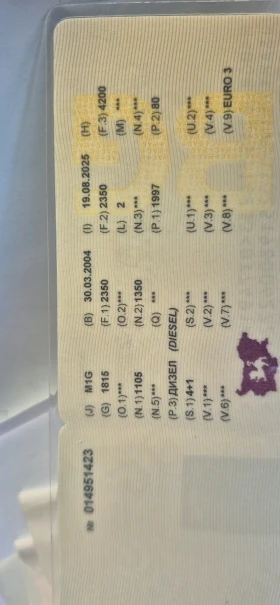 № 014951423
(J) M1G (B) 30.03.2004 (I) 19.08.2025 (H)
(G) 1815 (F.1) 2350 (F.2) 2350 (F.3) 4200
(O.1)*** (O.2)*** (L) 2 (M) ***
(N.1)1105 (N.2) 1350 (N.3)*** (N.4)***
(N.5)*** (Q) *** (P.1) 1997 (P.2) 80
(P.3) ДИЗЕЛ (DIESEL)
(S.1) 4+1 (S.2) *** (U.1)*** (U.2)***
(V.1)*** (V.2) *** (V.3)*** (V.4)***
(V.6)*** (V.7)*** (V.8)*** (V.9) EURO 3